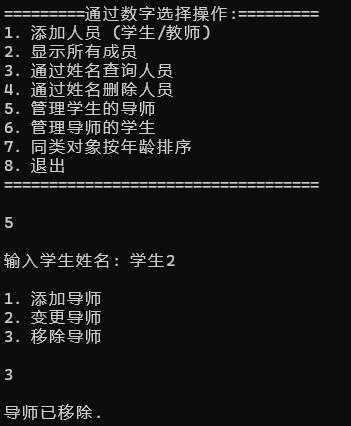 =========通过数字选择操作:=========
1. 添加人员 (学生/教师)
2. 显示所有成员
3. 通过姓名查询人员
4. 通过姓名删除人员
5. 管理学生的导师
6. 管理导师的学生
7. 同类对象按年龄排序
8. 退出
===================================
5
输入学生姓名: 学生2
1. 添加导师
2. 变更导师
3. 移除导师
3
导师已移除.